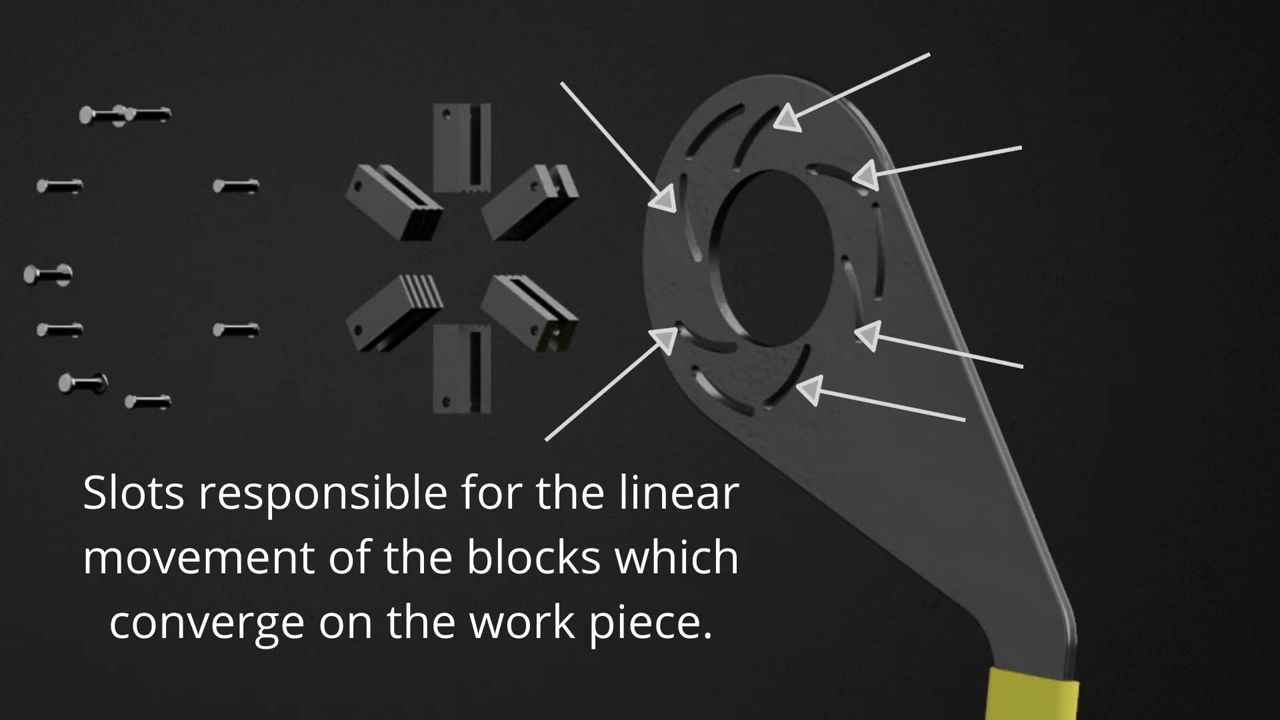 Slots responsible for the linear
movement of the blocks which
converge on the work piece.